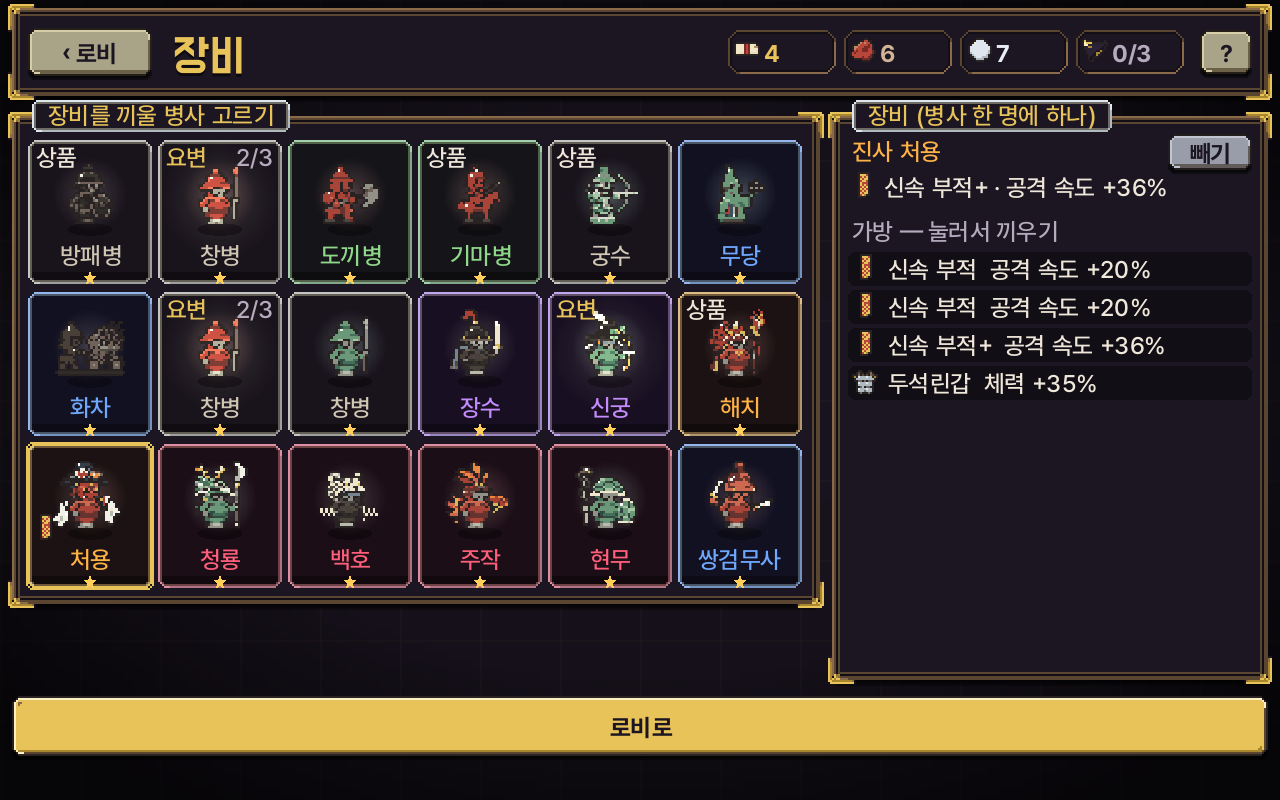 ‹ 로비
장비
4
6
7
0/3
?
장비를 끼울 병사 고르기
상품
방패병
요변 2/3
창병
도끼병
상품
기마병
상품
궁수
무당
화차
요변 2/3
창병
창병
장수
요변
신궁
상품
해치
처용
청룡
백호
주작
현무
쌍검무사
장비 (병사 한 명에 하나)
진사 처용
빼기
신속 부적+ · 공격 속도 +36%
가방 — 눌러서 끼우기
신속 부적 공격 속도 +20%
신속 부적 공격 속도 +20%
신속 부적+ 공격 속도 +36%
두석린갑 체력 +35%
로비로